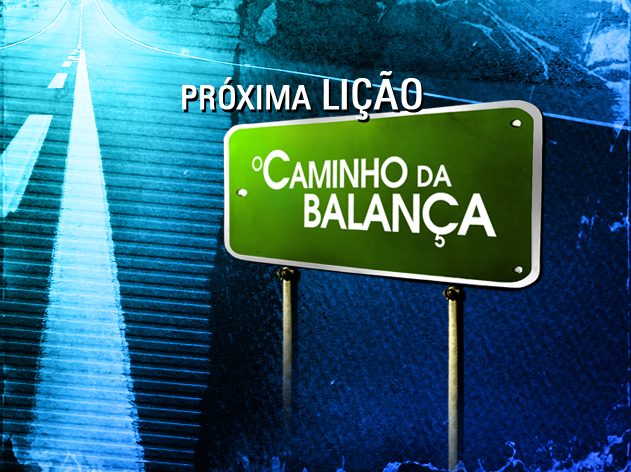 PRÓXIMA LIÇÃO
O CAMINHO DA
BALANÇA